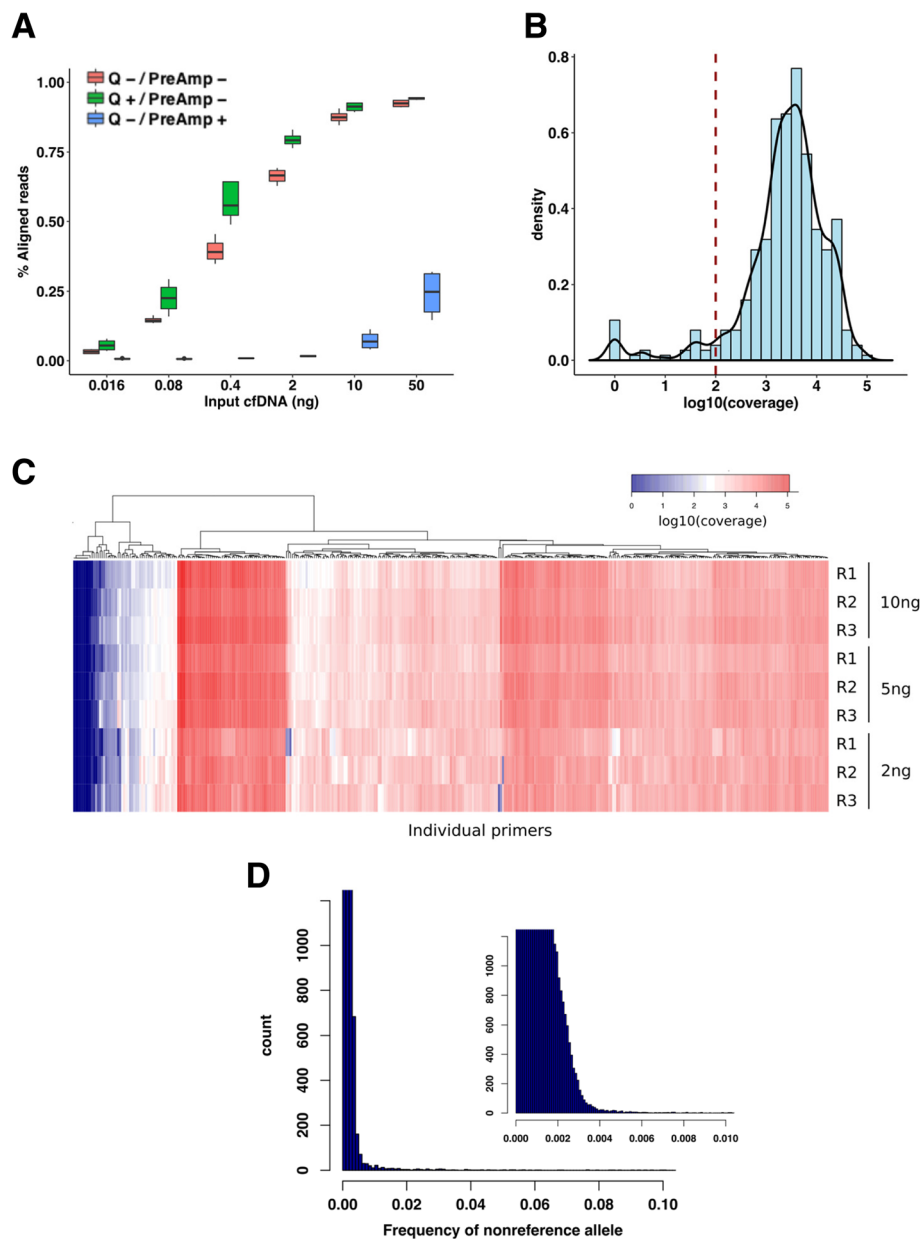 A
Q – / PreAmp –
Q + / PreAmp –
Q – / PreAmp +
1.00
0.75
0.50
0.25
0.00
% Aligned reads
0.016 0.08 0.4 2 10 50
Input cfDNA (ng)
B
0.8
0.6
0.4
0.2
0.0
density
0 1 2 3 4 5
log10(coverage)
C
0 1 2 3 4 5
log10(coverage)
R1
R2
R3
10ng
R1
R2
R3
5ng
R1
R2
R3
2ng
Individual primers
D
1000
800
600
400
200
0
count
0.00 0.02 0.04 0.06 0.08 0.10
Frequency of nonreference allele
1000
800
600
400
200
0
0.000 0.002 0.004 0.006 0.008 0.010